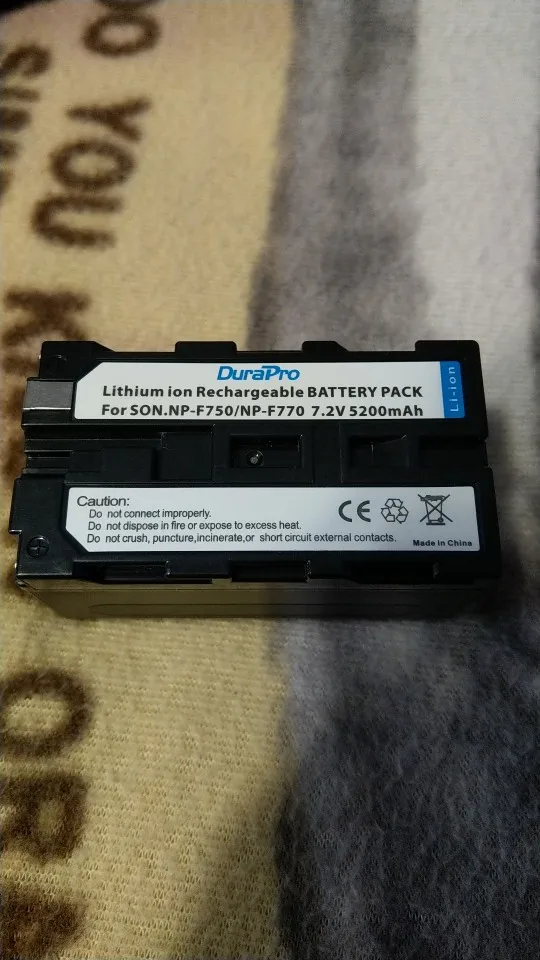 DO YOU K
DuraPro
Lithium ion Rechargeable BATTERY PACK
For SON.NP-F750/NP-F770 7.2V 5200mAh
Li-ion
Caution:
Do not connect improperly.
Do not dispose in fire or expose to excess heat.
Do not crush, puncture,incinerate,or short circuit external contacts.
CE
Made in China
OR